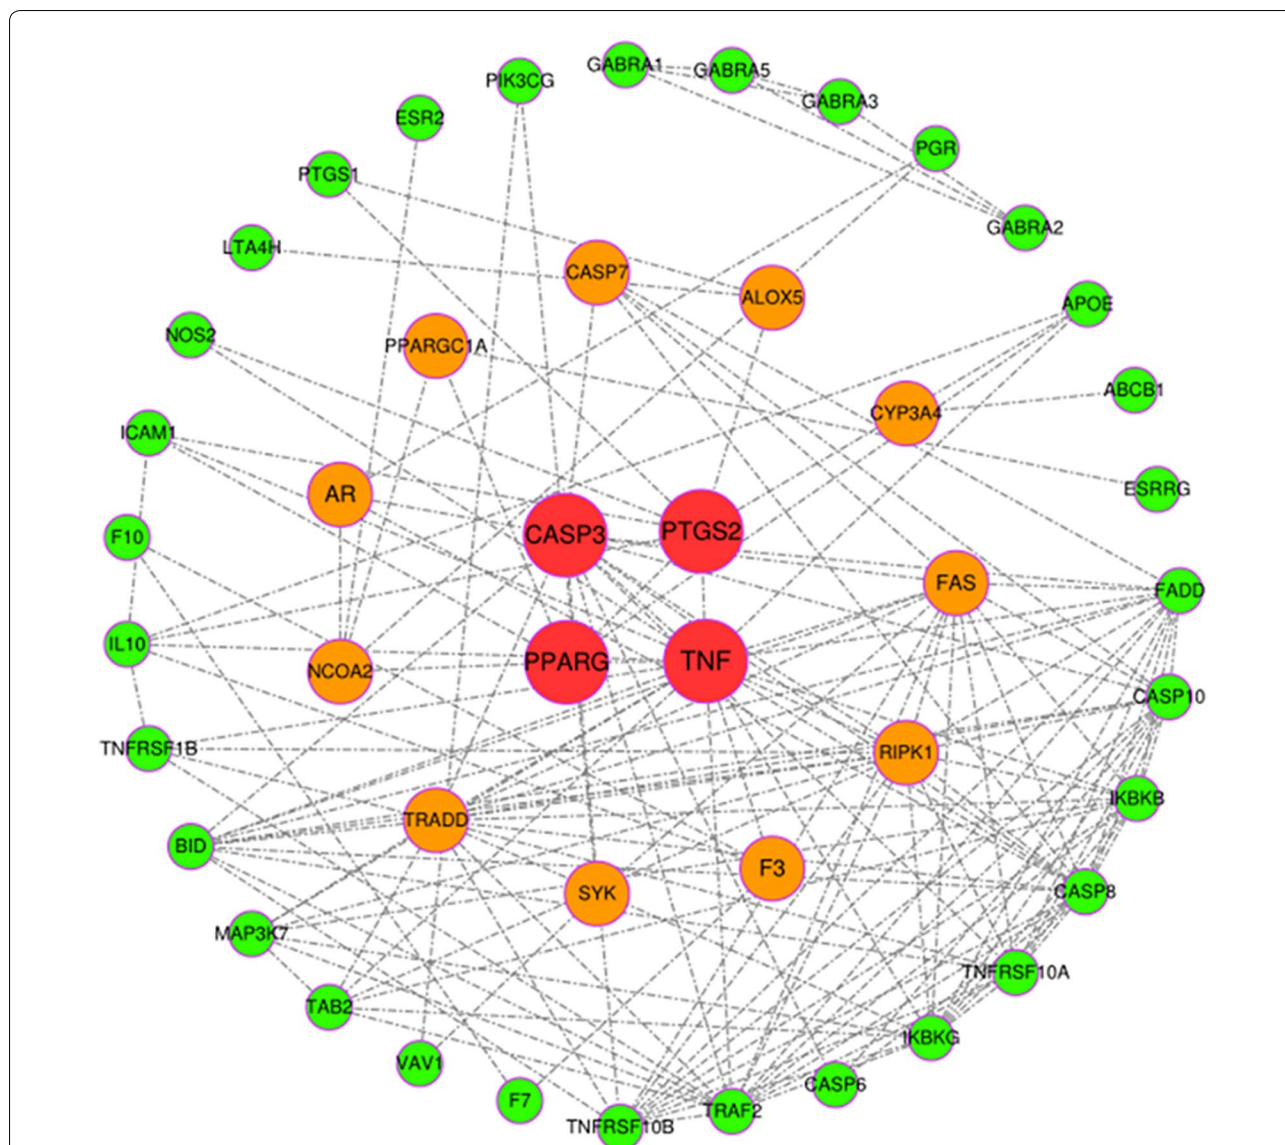 GABRA1
GABRA5
PIK3CG
GABRA3
ESR2
PGR
PTGS1
GABRA2
LTA4H
CASP7
ALOX5
APOE
NOS2
PPARGC1A
ABCB1
CYP3A4
ICAM1
ESRRG
AR
CASP3
PTGS2
F10
FAS
FADD
IL10
NCOA2
PPARG
TNF
CASP10
TNFRSF1B
RIPK1
IKBKB
TRADD
BID
F3
SYK
CASP8
MAP3K7
TNFRSF10A
TAB2
IKBKG
VAV1
CASP6
F7
TRAF2
TNFRSF10B